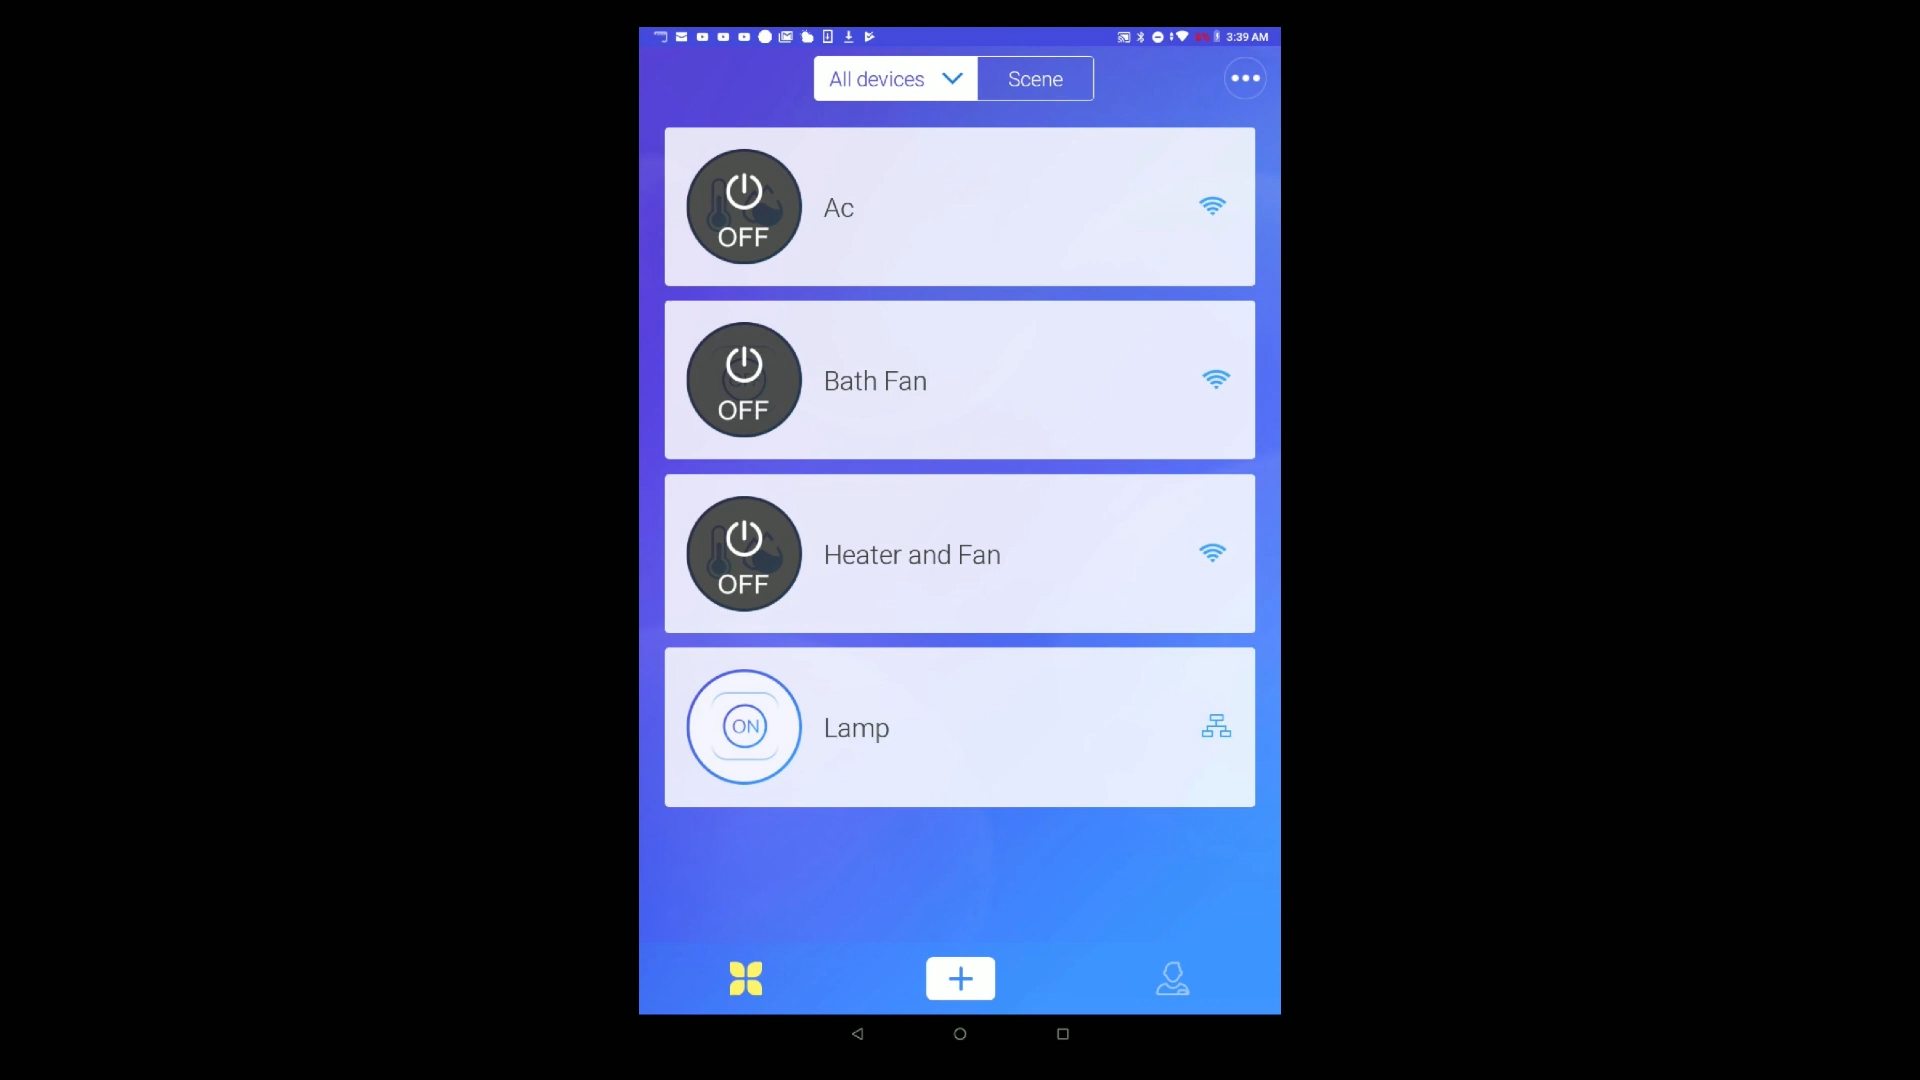 3:39 AM
All devices
Scene
OFF
Ac
OFF
Bath Fan
OFF
Heater and Fan
ON
Lamp